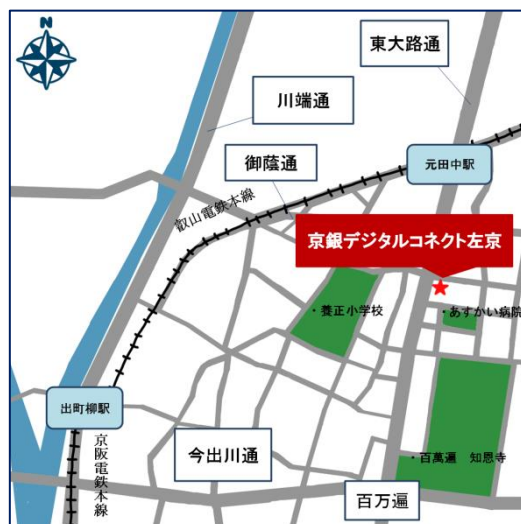 N
東大路通
川端通
御蔭通
元田中駅
叡山電鉄本線
京銀デジタルコネクト左京
・養正小学校
・あすかい病院
出町柳駅
京阪電鉄本線
今出川通
・百萬遍　知恩寺
百万遍